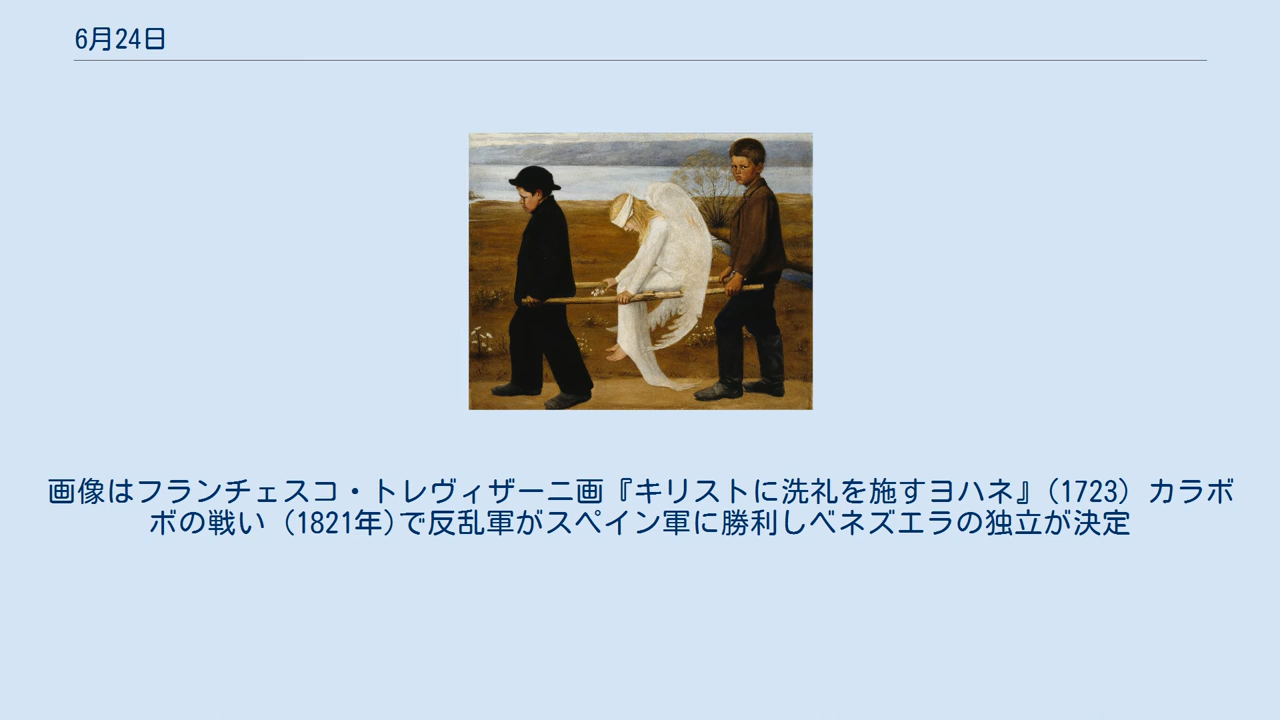 6月24日
画像はフランチェスコ・トレヴィザーニ画『キリストに洗礼を施すヨハネ』(1723) カラボ
ボの戦い (1821年)で反乱軍がスペイン軍に勝利しベネズエラの独立が決定